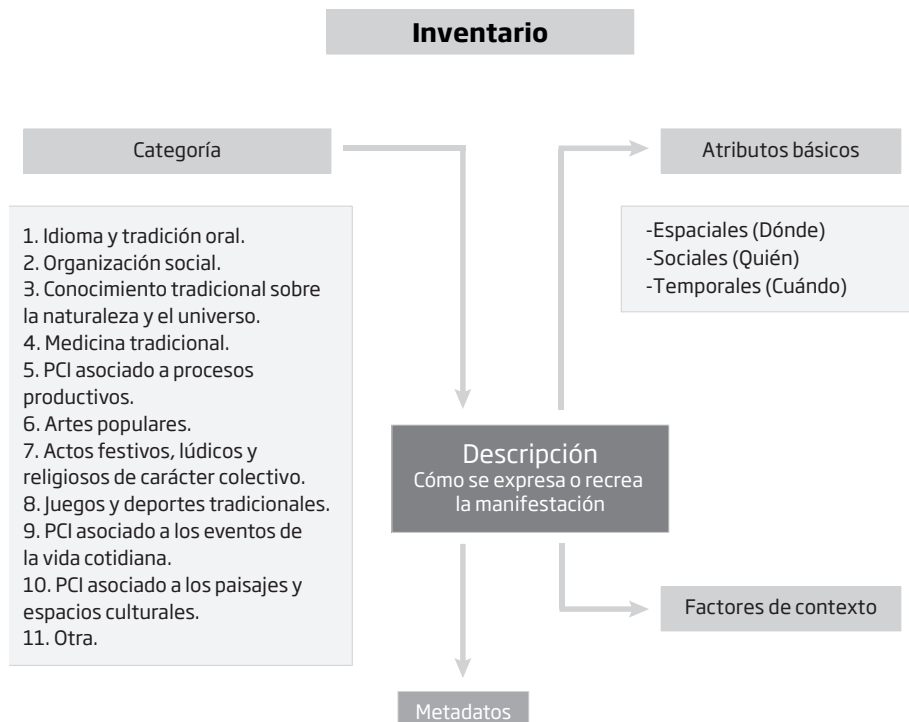 Inventario
Categoría
1. Idioma y tradición oral.
2. Organización social.
3. Conocimiento tradicional sobre
la naturaleza y el universo.
4. Medicina tradicional.
5. PCI asociado a procesos
productivos.
6. Artes populares.
7. Actos festivos, lúdicos y
religiosos de carácter colectivo.
8. Juegos y deportes tradicionales.
9. PCI asociado a los eventos de
la vida cotidiana.
10. PCI asociado a los paisajes y
espacios culturales.
11. Otra.
Atributos básicos
-Espaciales (Dónde)
-Sociales (Quién)
-Temporales (Cuándo)
Descripción
Cómo se expresa o recrea
la manifestación
Factores de contexto
Metadatos